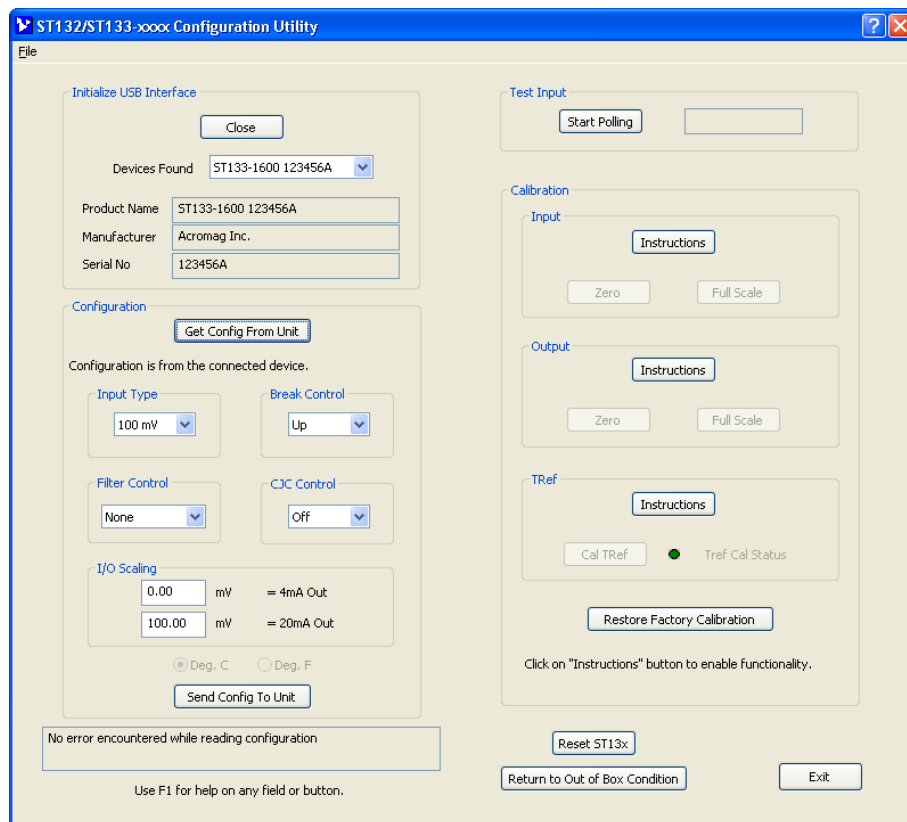 ST132/ST133-xxxx Configuration Utility
File
Initialize USB Interface
Close
Devices Found ST133-1600 123456A
Product Name ST133-1600 123456A
Manufacturer Acromag Inc.
Serial No 123456A
Configuration
Get Config From Unit
Configuration is from the connected device.
Input Type
100 mV
Break Control
Up
Filter Control
None
CJC Control
Off
I/O Scaling
0.00 mV = 4mA Out
100.00 mV = 20mA Out
Deg. C Deg. F
Send Config To Unit
No error encountered while reading configuration
Use F1 for help on any field or button.
Test Input
Start Polling
Calibration
Input
Instructions
Zero Full Scale
Output
Instructions
Zero Full Scale
TRef
Instructions
Cal TRef Tref Cal Status
Restore Factory Calibration
Click on "Instructions" button to enable functionality.
Reset ST13x
Return to Out of Box Condition
Exit